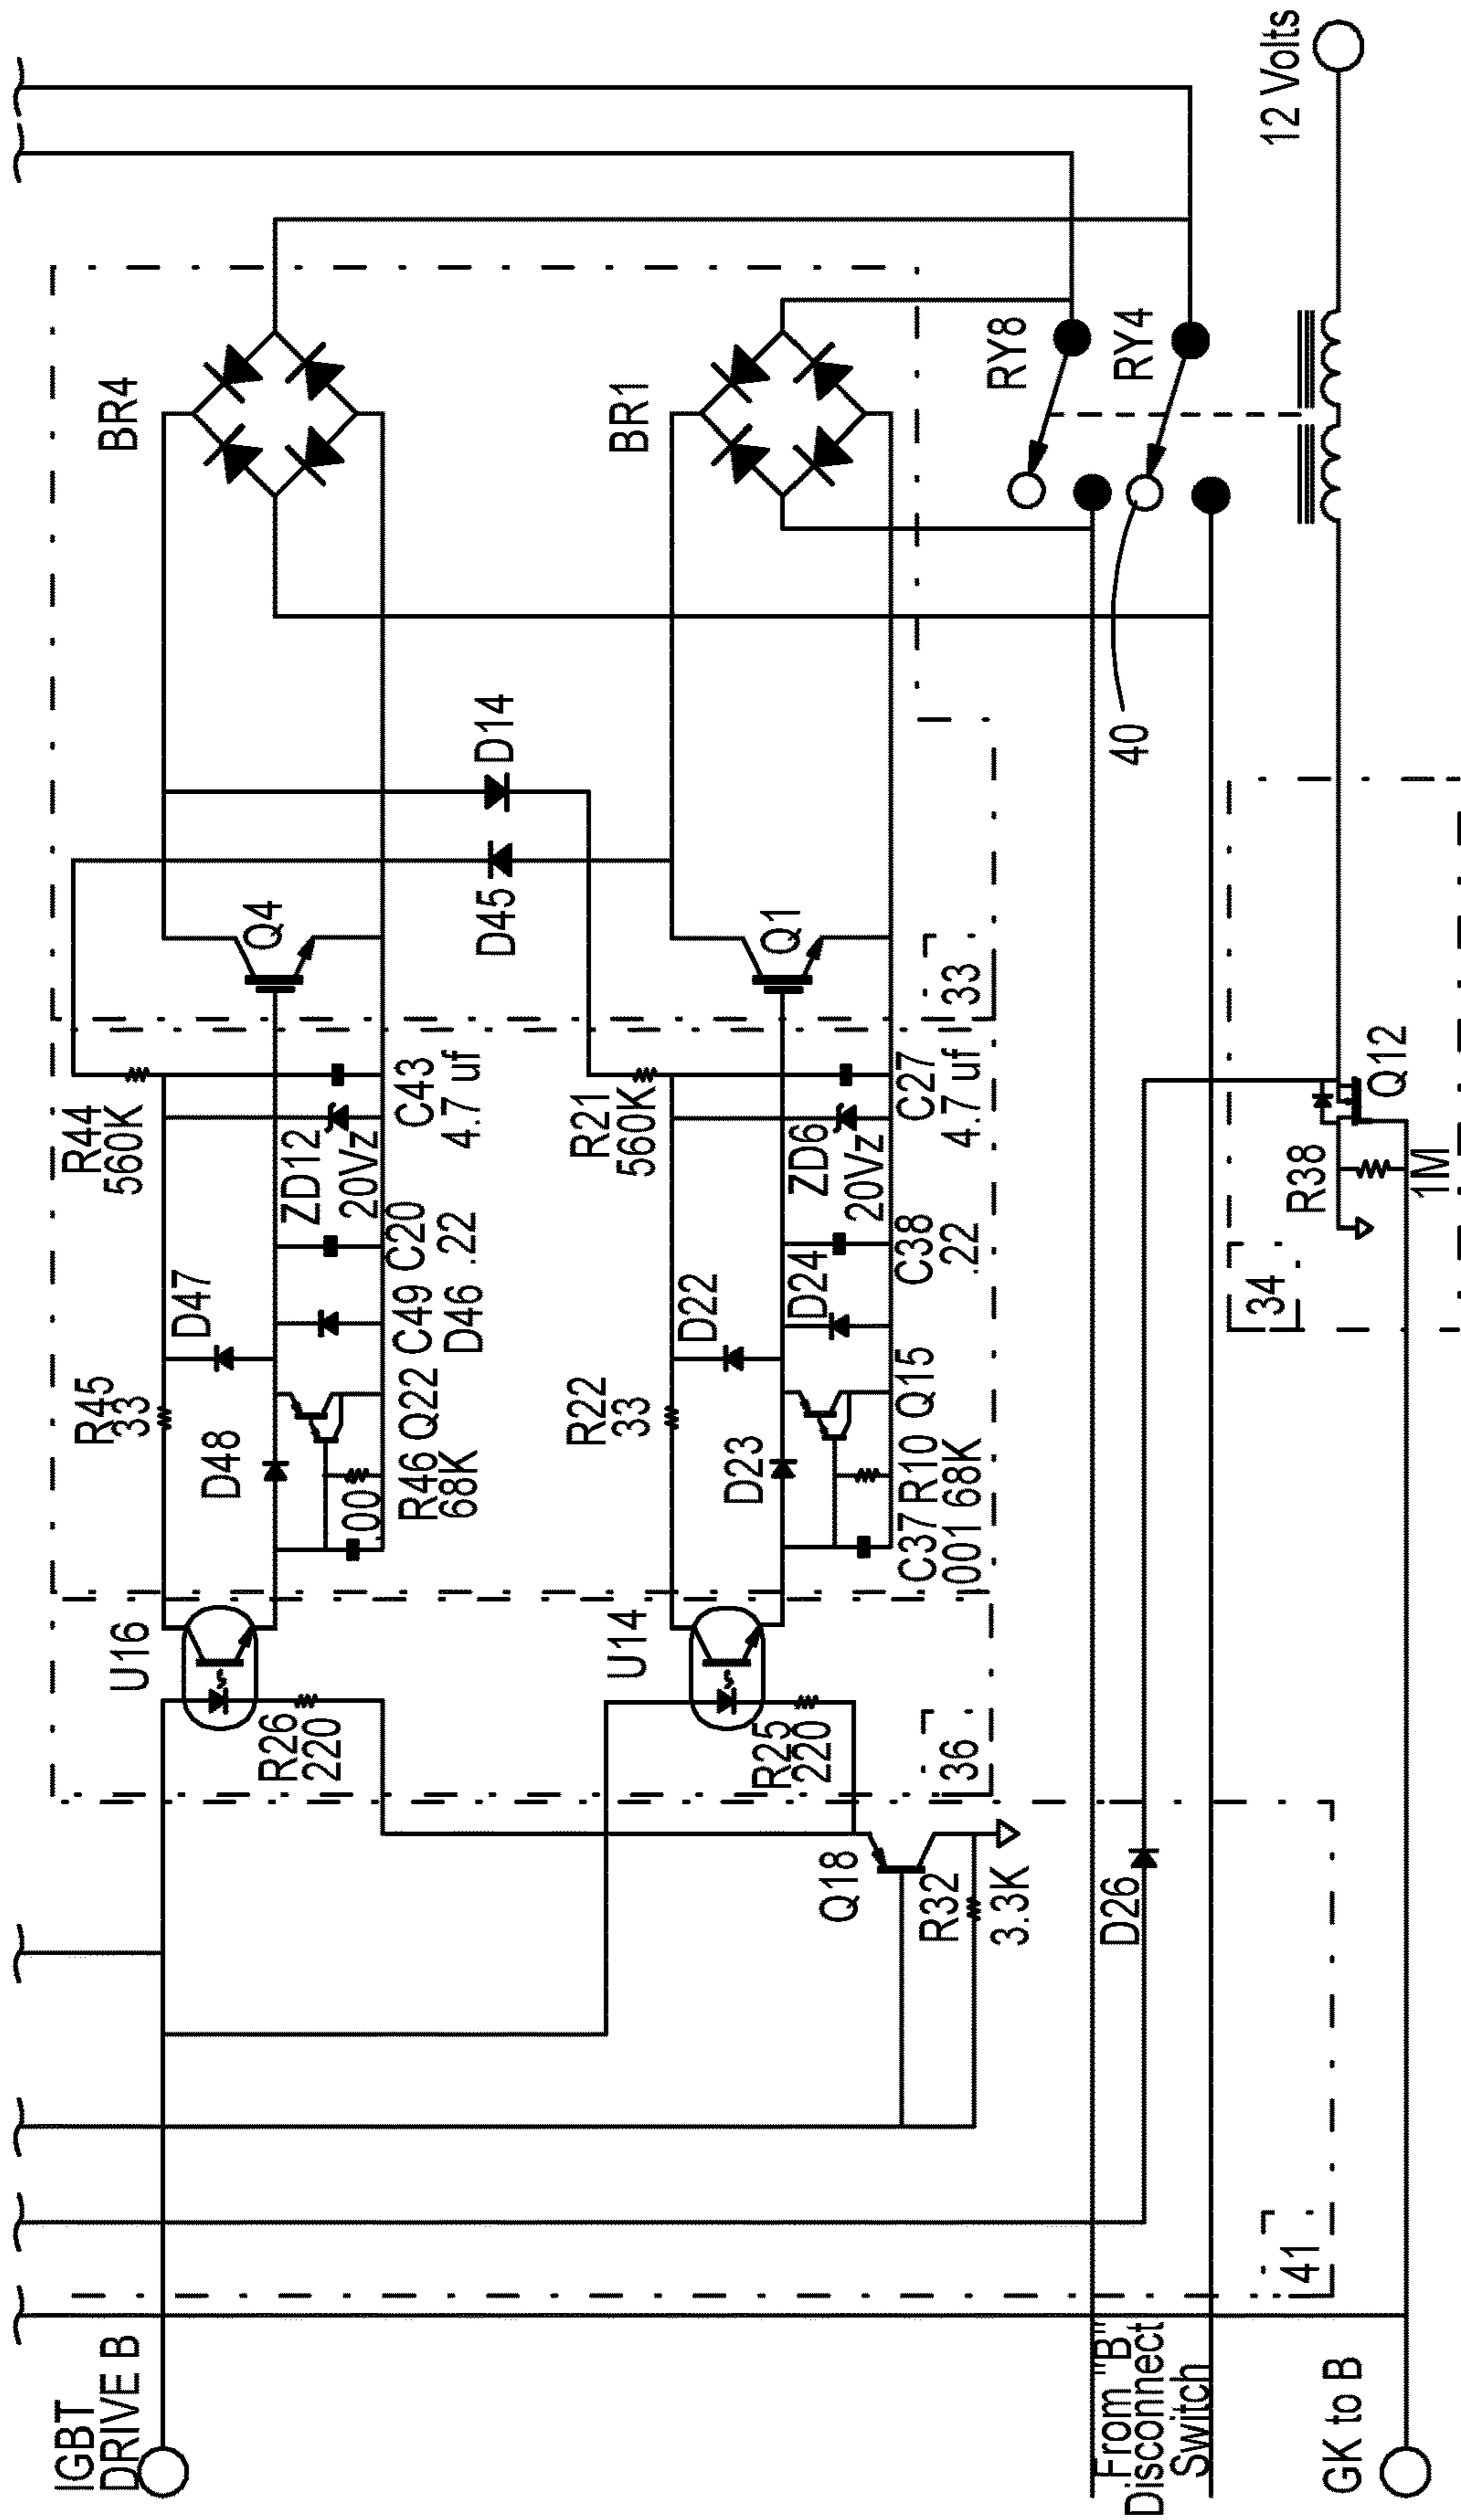 IGBT
DRIVE B
U16
R26
220
R45
33
D48
D47
R44
560K
ZD12
20Vz
C43
4.7 uf
C20
.22
C49
D46
Q22
R46
68K
.00
Q4
BR4
D45
D14
U14
R25
220
R22
33
D23
D22
D24
R21
560K
ZD6
20Vz
C27
4.7 uf
C38
.22
Q15
R10
68K
C37
.001
Q1
BR1
33
36
Q18
R32
3.3K
D26
41
From "B"
Disconnect
Switch
GK to B
RY8
RY4
40
12 Volts
34
R38
1M
Q12